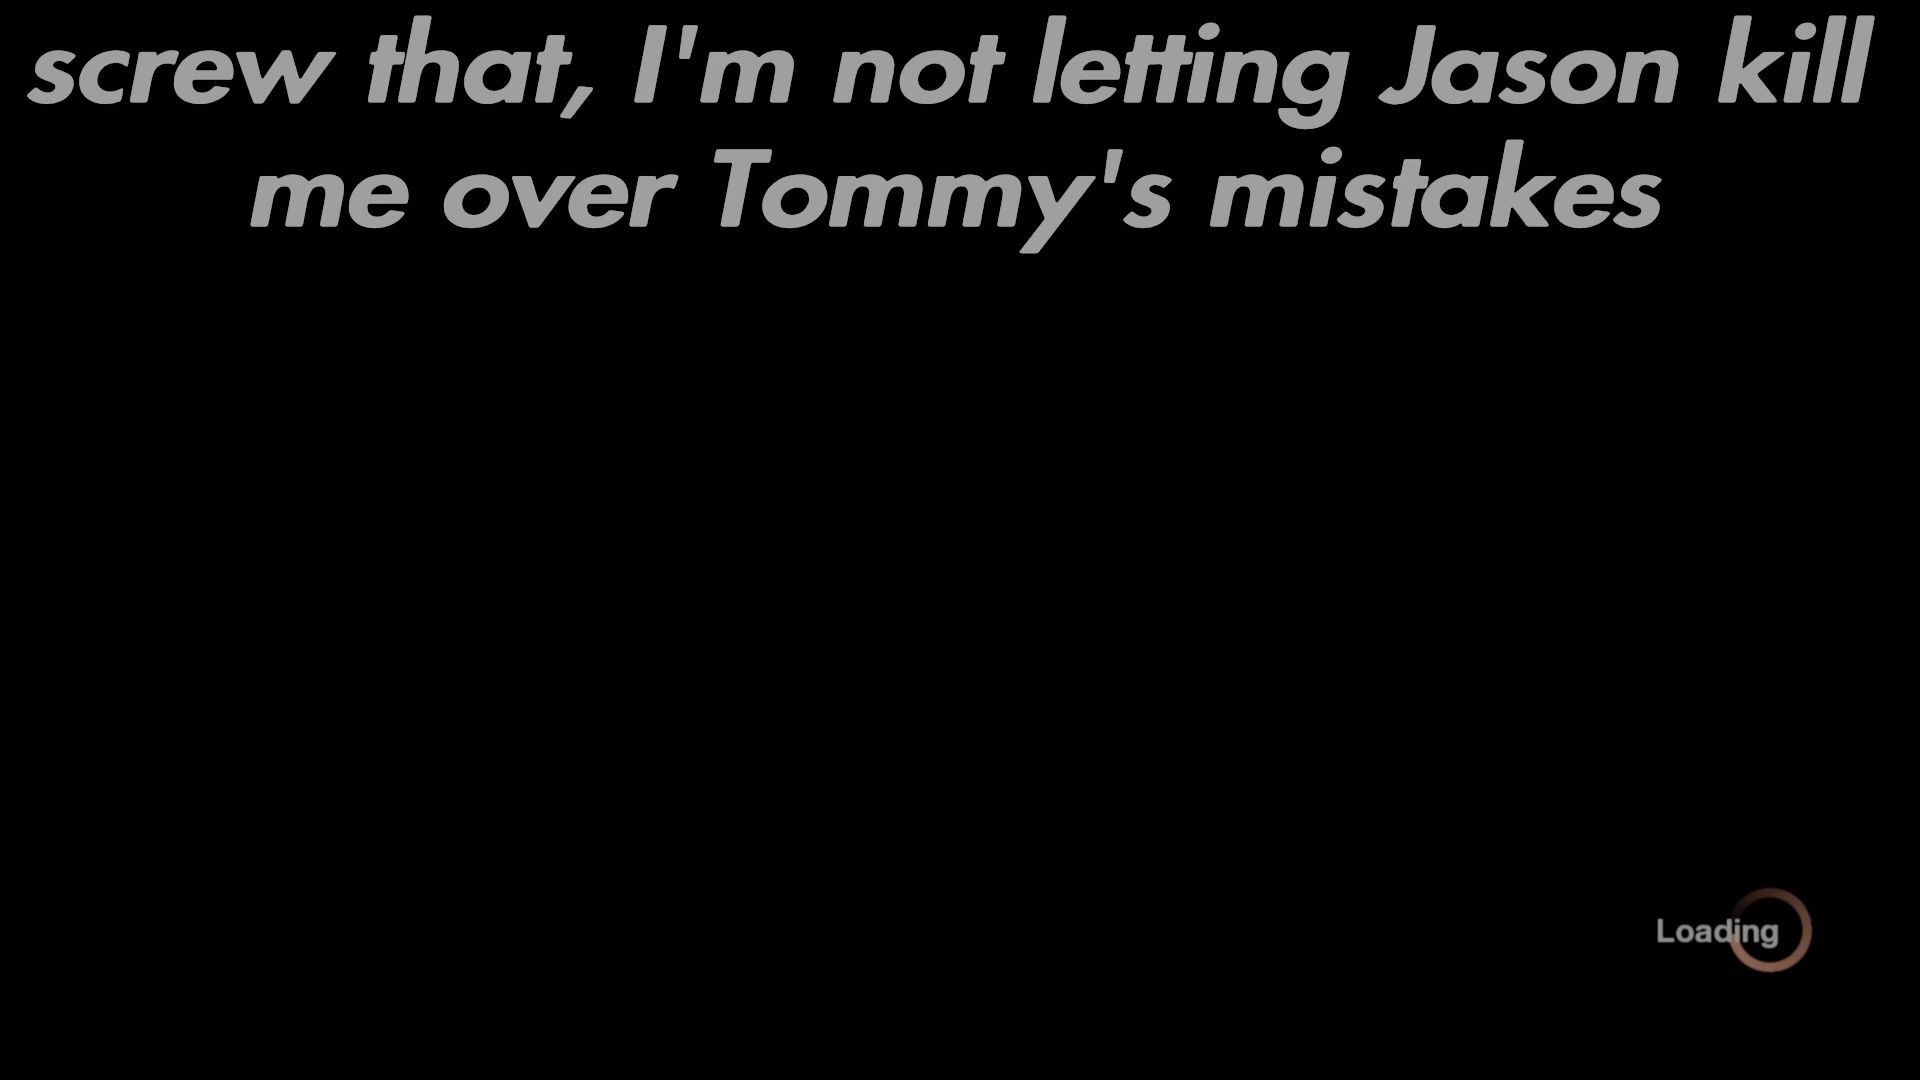 screw that, I'm not letting Jason kill
me over Tommy's mistakes
Loading